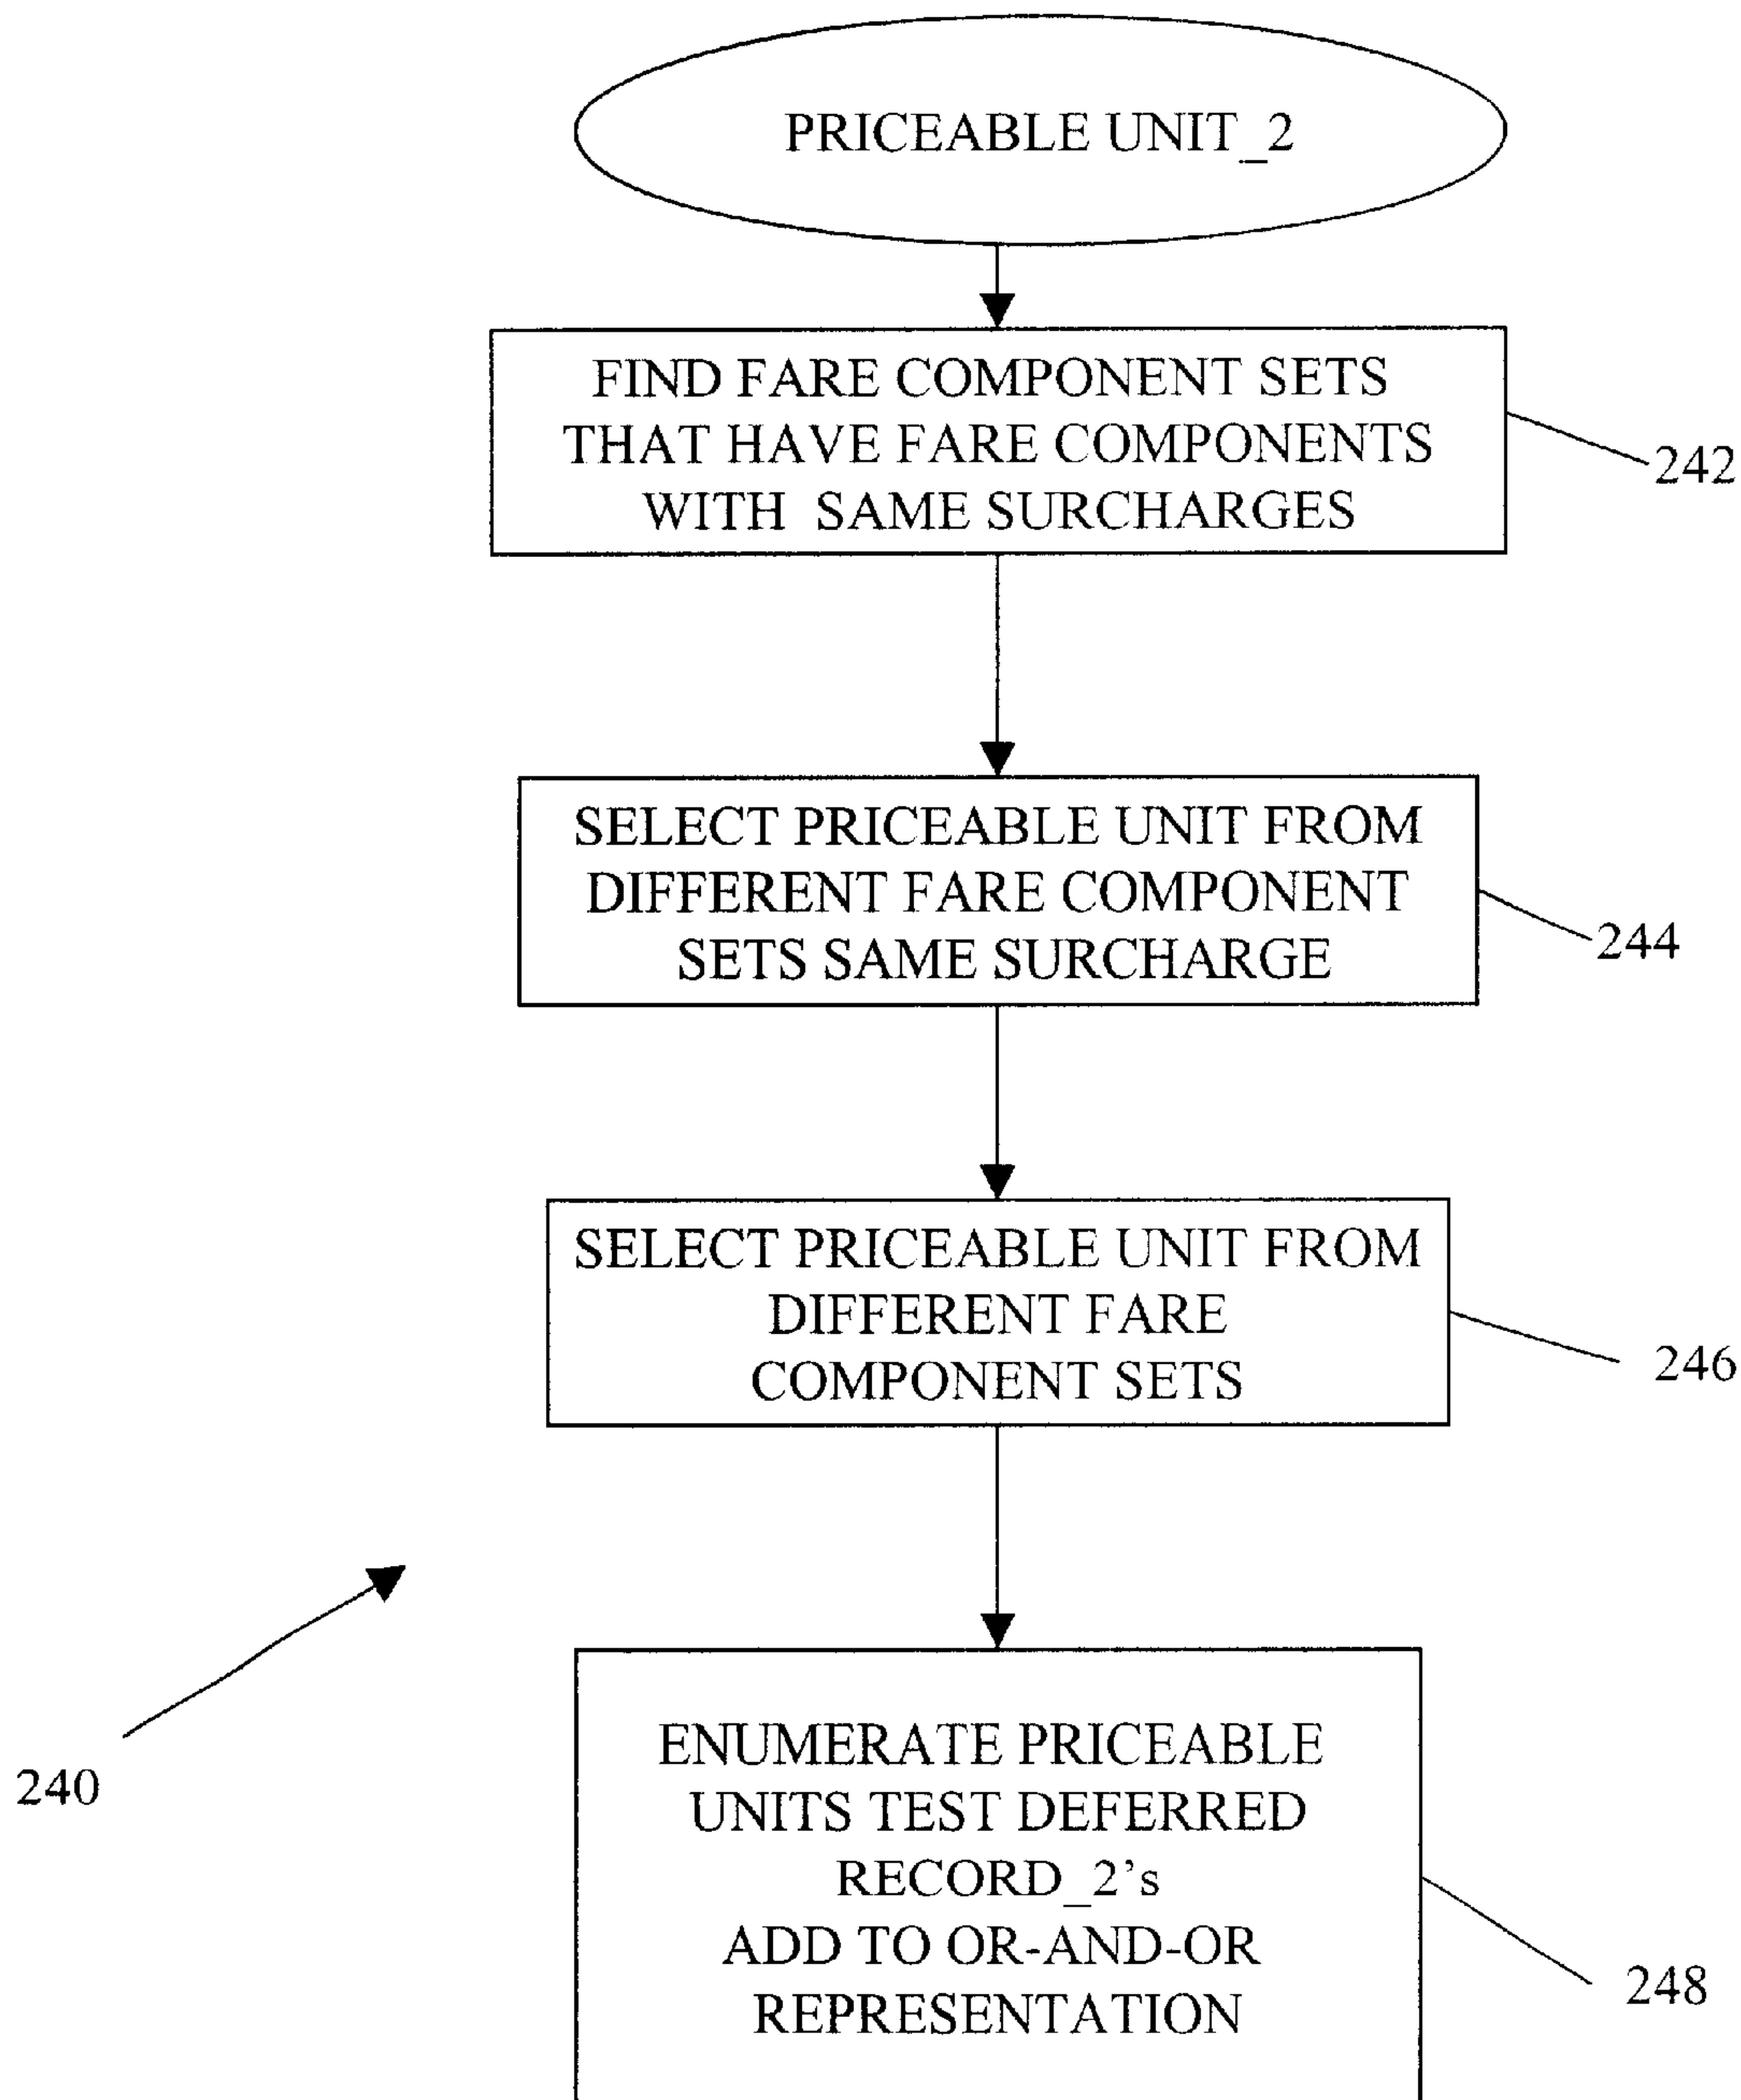 PRICEABLE UNIT_2
FIND FARE COMPONENT SETS
THAT HAVE FARE COMPONENTS
WITH SAME SURCHARGES
242
SELECT PRICEABLE UNIT FROM
DIFFERENT FARE COMPONENT
SETS SAME SURCHARGE
244
SELECT PRICEABLE UNIT FROM
DIFFERENT FARE
COMPONENT SETS
246
240
ENUMERATE PRICEABLE
UNITS TEST DEFERRED
RECORD_2's
ADD TO OR-AND-OR
REPRESENTATION
248